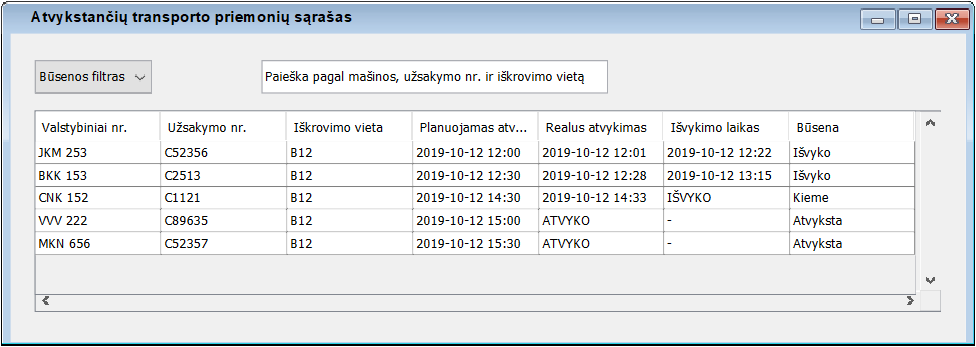 Atvykstančių transporto priemonių sąrašas
Būsenos filtras Paieška pagal mašinos, užsakymo nr. ir iškrovimo vietą
Valstybiniai nr. Užsakymo nr. Iškrovimo vieta Planuojamas atv... Realus atvykimas Išvykimo laikas Būsena
JKM 253 C52356 B12 2019-10-12 12:00 2019-10-12 12:01 2019-10-12 12:22 Išvyko
BKK 153 C2513 B12 2019-10-12 12:30 2019-10-12 12:28 2019-10-12 13:15 Išvyko
CNK 152 C1121 B12 2019-10-12 14:30 2019-10-12 14:33 IŠVYKO Kieme
VVV 222 C89635 B12 2019-10-12 15:00 ATVYKO - Atvyksta
MKN 656 C52357 B12 2019-10-12 15:30 ATVYKO - Atvyksta